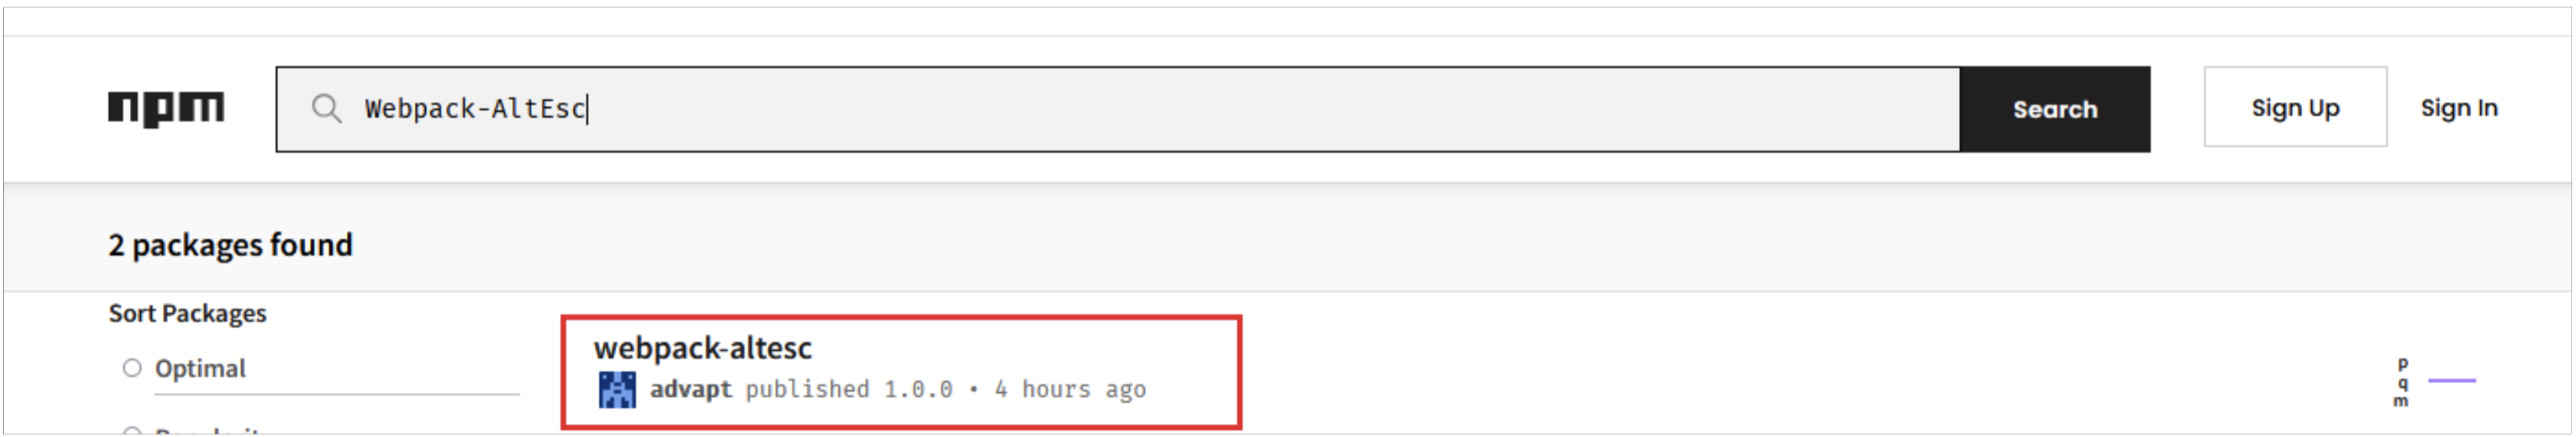 npm
Webpack-AltEsc
Search
Sign Up
Sign In
2 packages found
Sort Packages
Optimal
webpack-altesc
advapt published 1.0.0 • 4 hours ago
p
q
m